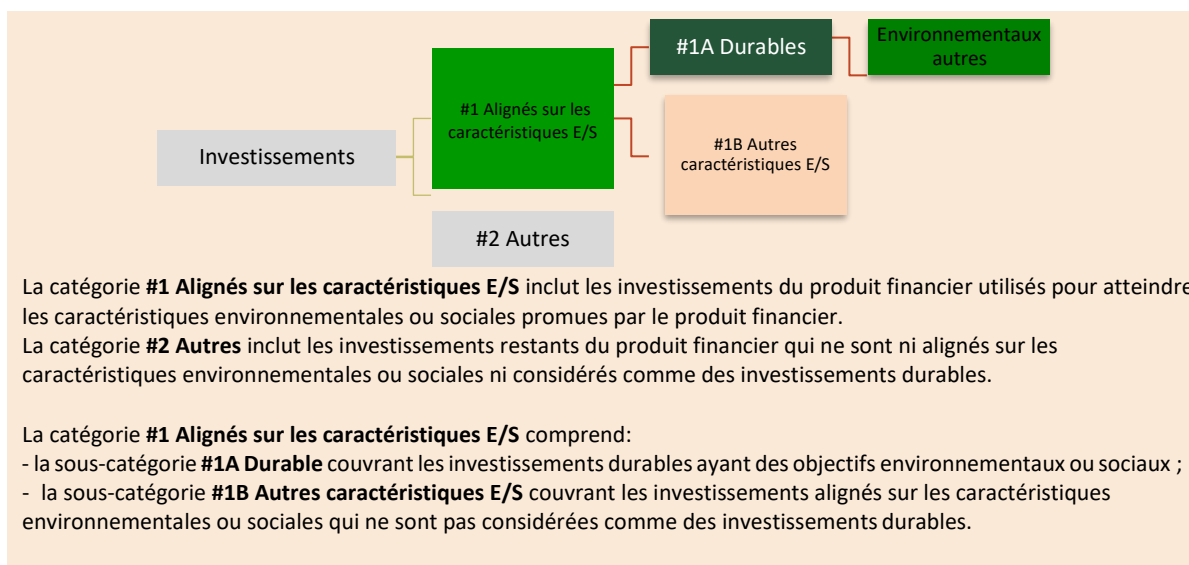 #1A Durables
Environnementaux
autres
#1 Alignés sur les
caractéristiques E/S
Investissements
#1B Autres
caractéristiques E/S
#2 Autres
La catégorie #1 Alignés sur les caractéristiques E/S inclut les investissements du produit financier utilisés pour atteindre
les caractéristiques environnementales ou sociales promues par le produit financier.
La catégorie #2 Autres inclut les investissements restants du produit financier qui ne sont ni alignés sur les
caractéristiques environnementales ou sociales ni considérés comme des investissements durables.
La catégorie #1 Alignés sur les caractéristiques E/S comprend:
- la sous-catégorie #1A Durable couvrant les investissements durables ayant des objectifs environnementaux ou sociaux ;
- la sous-catégorie #1B Autres caractéristiques E/S couvrant les investissements alignés sur les caractéristiques
environnementales ou sociales qui ne sont pas considérées comme des investissements durables.